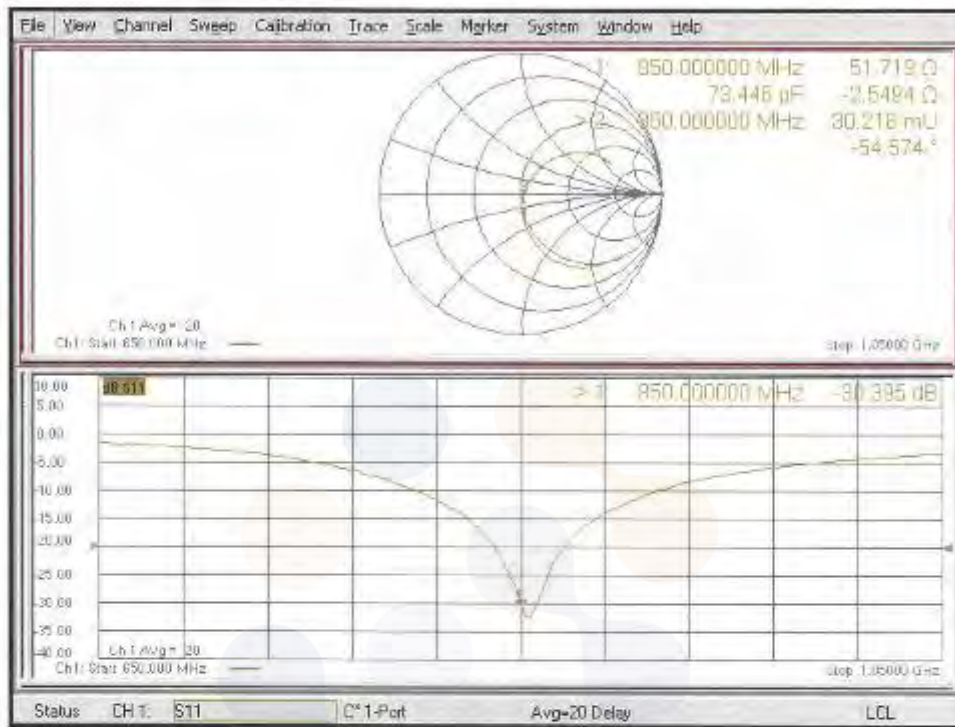 File View Channel Sweep Calibration Trace Scale Marker System Window Help
1: 850.000000 MHz 51.719 Ω
73.446 pF -2.5494 Ω
> 2: 850.000000 MHz 30.218 mU
-54.574 °
Ch 1 Avg = 20
Ch1: Start 650.000 MHz
Stop 1.05000 GHz
10.00
dB S11
> 1: 850.000000 MHz -30.395 dB
5.00
0.00
-5.00
-10.00
-15.00
-20.00
-25.00
-30.00
-35.00
-40.00
Ch 1 Avg = 20
Ch1: Start 650.000 MHz
Stop 1.05000 GHz
Status CH 1: S11 C* 1-Port Avg=20 Delay LCL